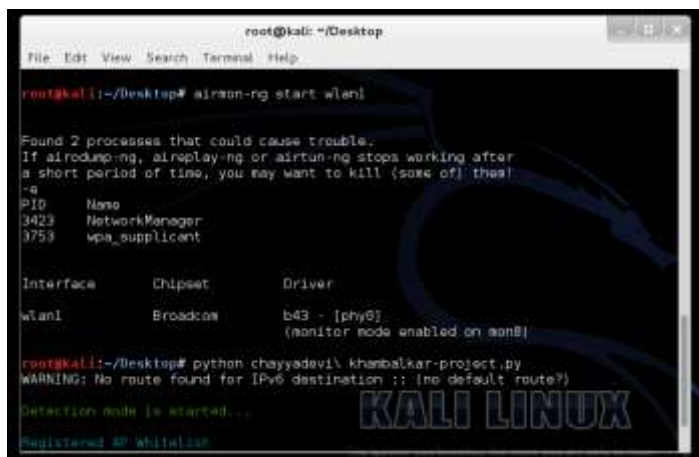 root@kali: ~/Desktop
File Edit View Search Terminal Help
root@kali:~/Desktop# airmon-ng start wlan1
Found 2 processes that could cause trouble.
If airodump-ng, aireplay-ng or airtun-ng stops working after
a short period of time, you may want to kill (some of) them!
-e
PID Name
3423 NetworkManager
3753 wpa_supplicant
Interface Chipset Driver
wlan1 Broadcom b43 - [phy0]
(monitor mode enabled on mon0)
root@kali:~/Desktop# python chayyadevi\ khambalkar-project.py
WARNING: No route found for IPv6 destination :: (no default route?)
Detection mode is started...
KALI LINUX
Registered AP Whitelist